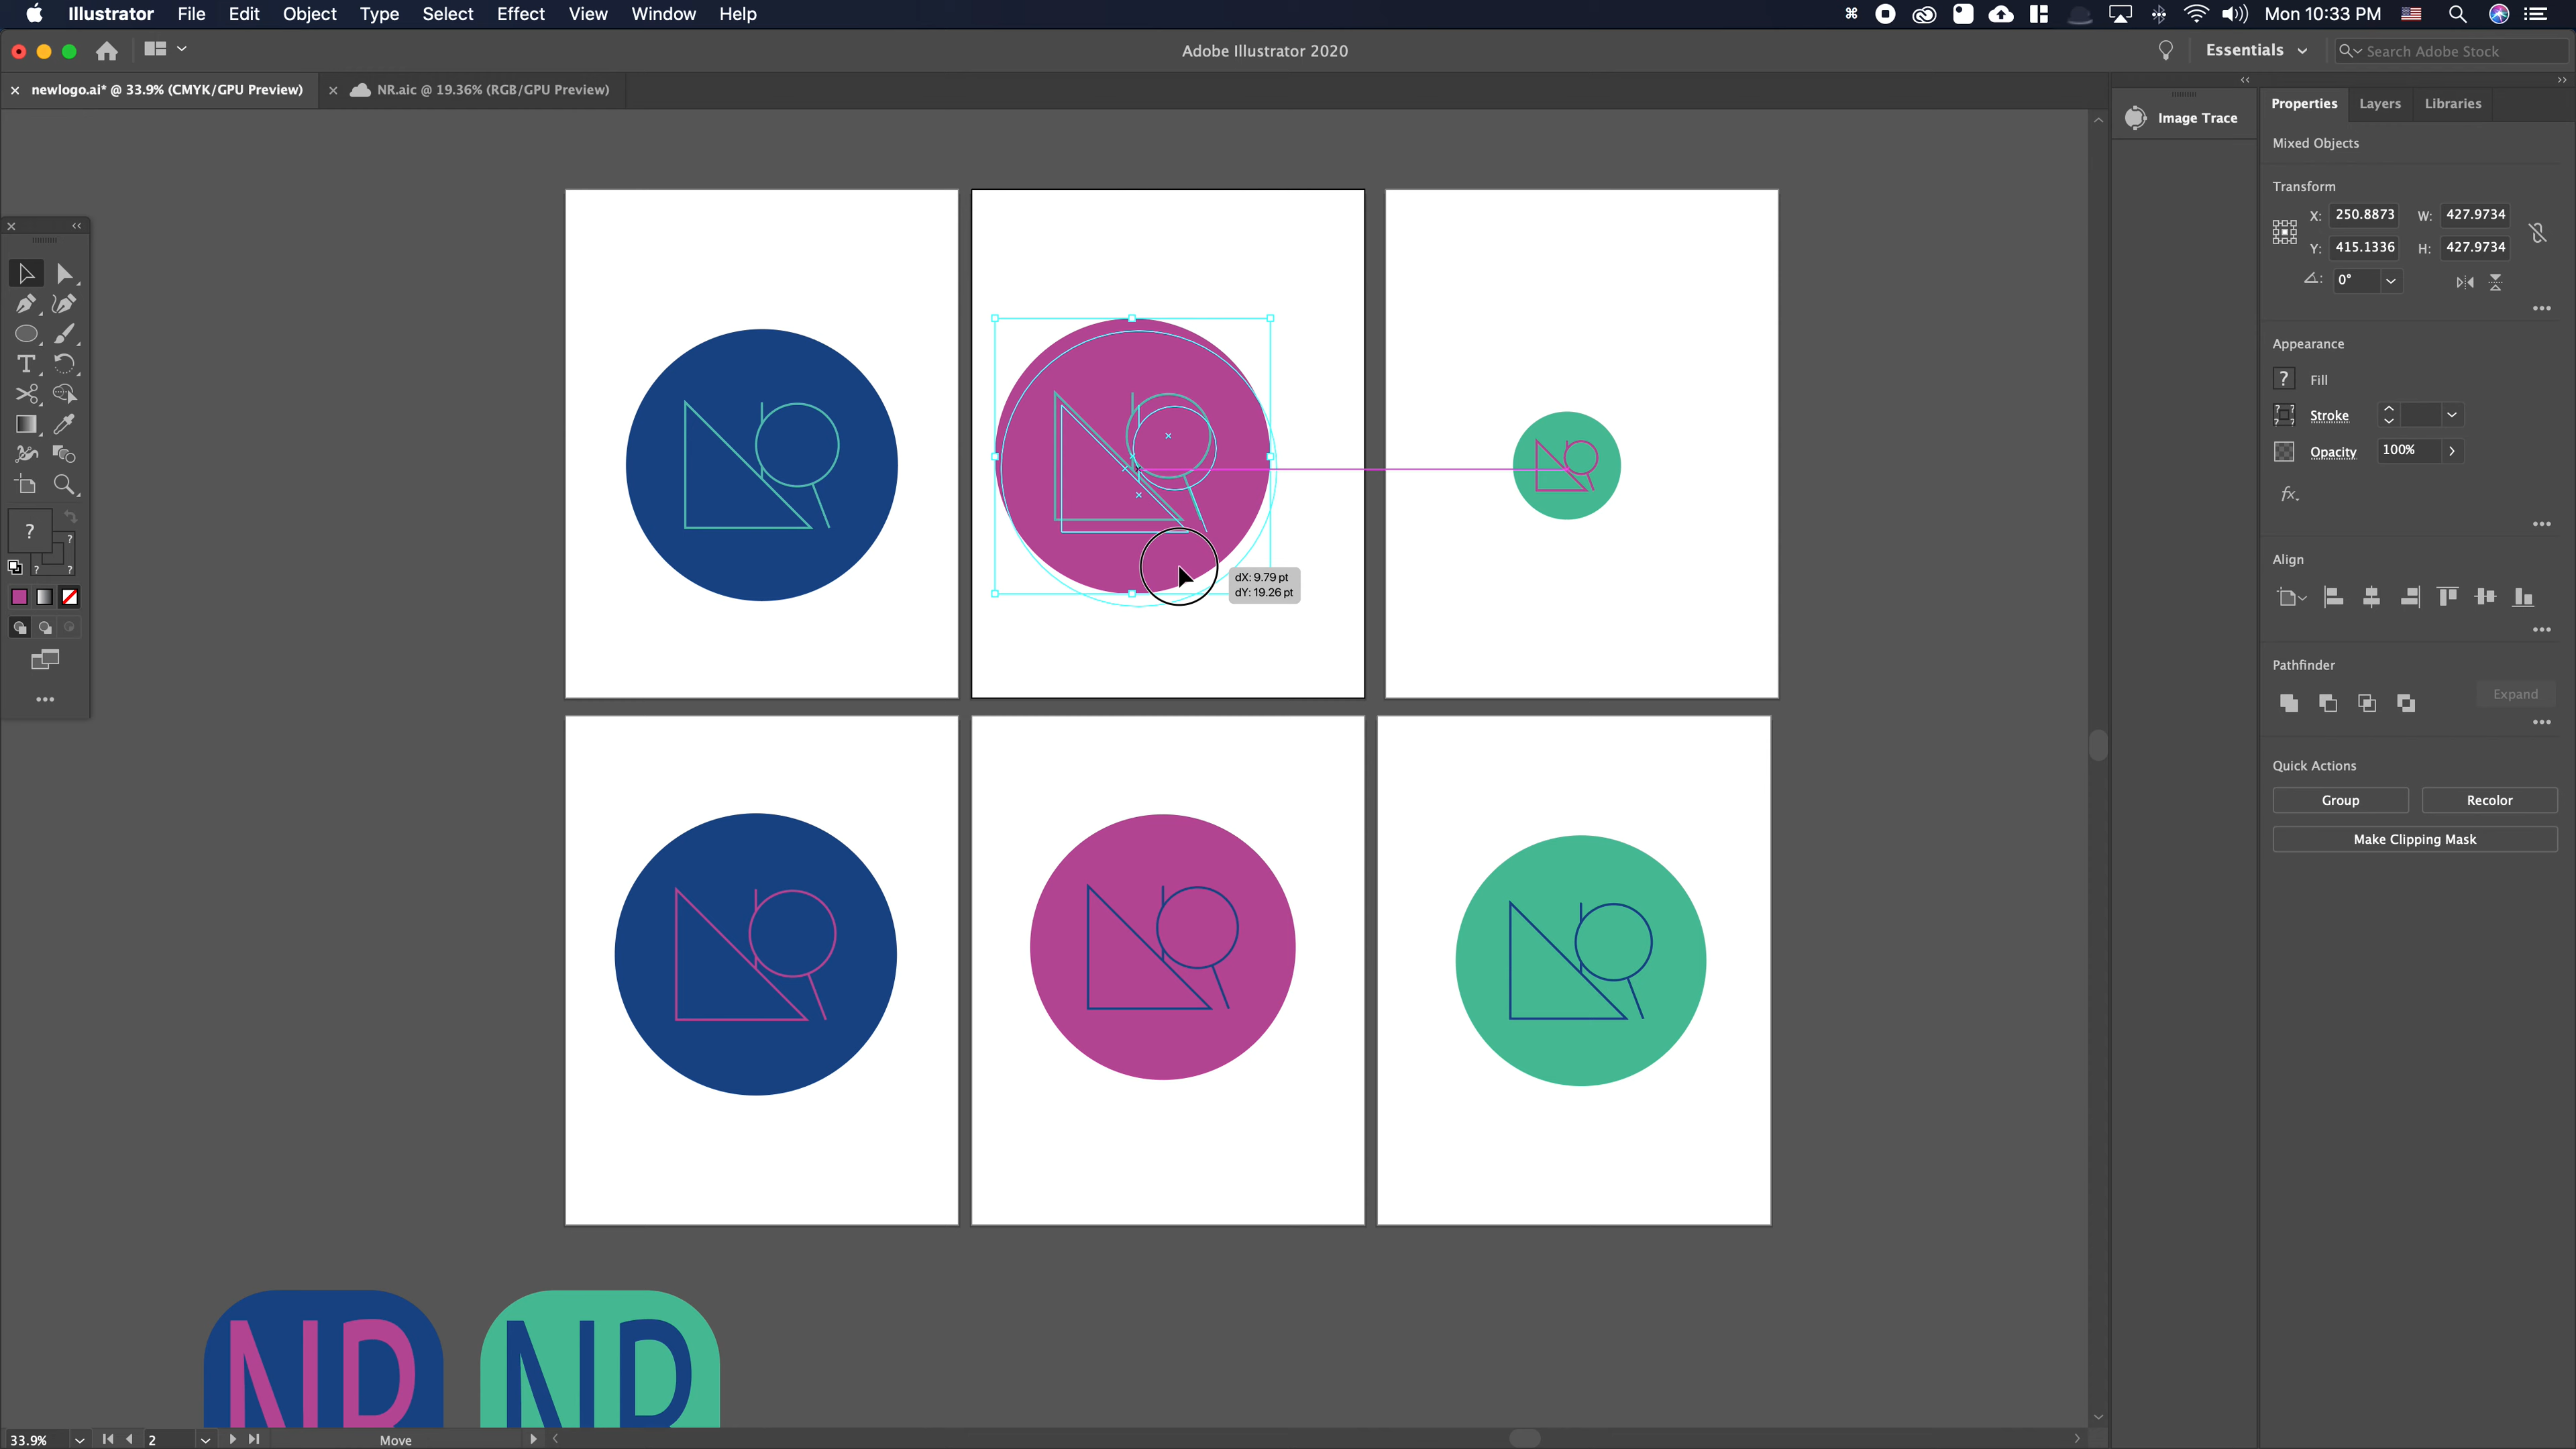 Illustrator File Edit Object Type Select Effect View Window Help
Mon 10:33 PM
Adobe Illustrator 2020
Essentials
Search Adobe Stock
newlogo.ai* @ 33.9% (CMYK/GPU Preview)
NR.aic @ 19.36% (RGB/GPU Preview)
Image Trace
Properties Layers Libraries
Mixed Objects
Transform
X: 250.8873 W: 427.9734
Y: 415.1336 H: 427.9734
0°
Appearance
? Fill
Stroke
Opacity 100%
fx.
Align
Pathfinder
Expand
Quick Actions
Group Recolor
Make Clipping Mask
T
?
?
? ?
dX: 9.79 pt
dY: 19.26 pt
33.9% 2 Move